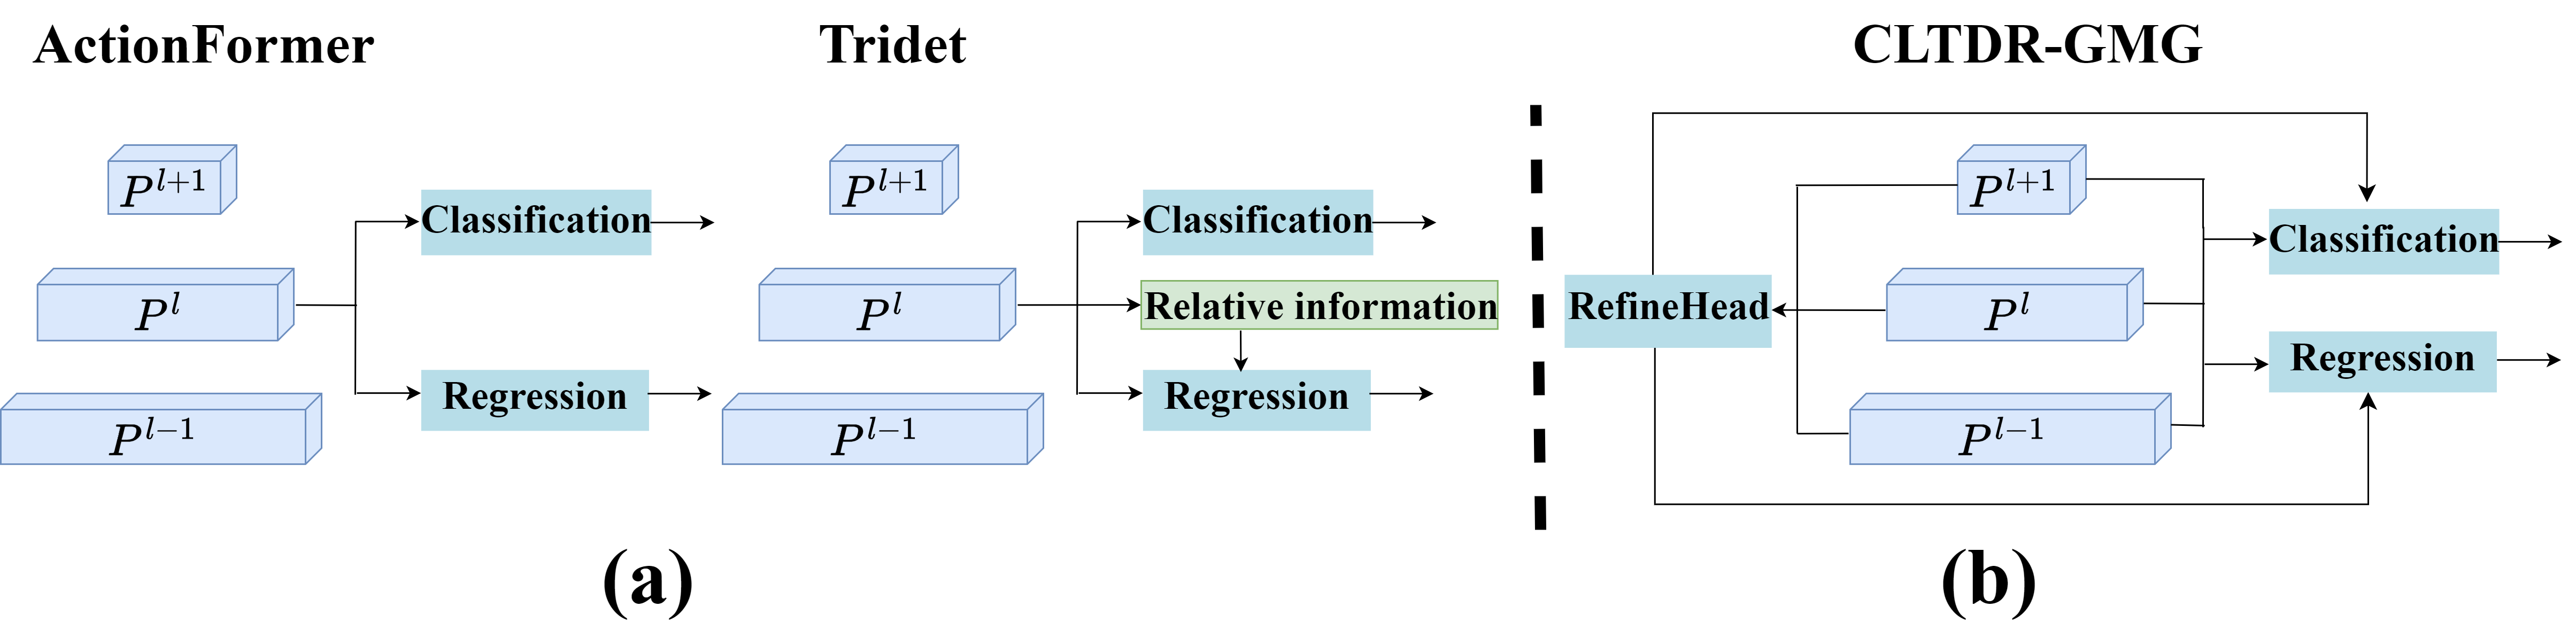 ActionFormer
Tridet
CLTDR-GMG
P^{l+1}
Classification
P^l
Regression
P^{l-1}
P^{l+1}
Classification
P^l
Relative information
Regression
P^{l-1}
P^{l+1}
Classification
RefineHead
P^l
Regression
P^{l-1}
(a)
(b)